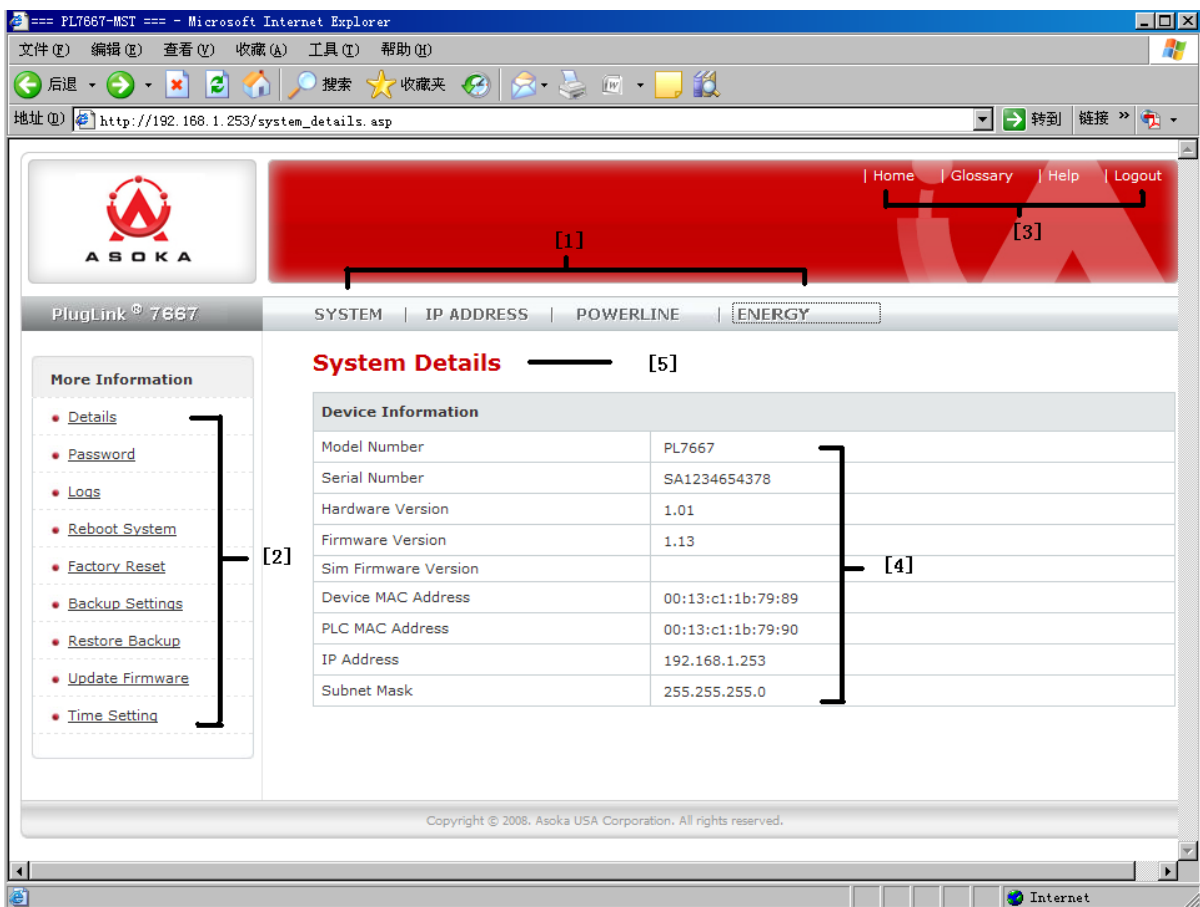 === PL7667-MST === - Microsoft Internet Explorer
文件(F) 编辑(E) 查看(V) 收藏(A) 工具(T) 帮助(H)
后退 搜索 收藏夹
地址(D) http://192.168.1.253/system_details.asp 转到 链接 »
| Home | Glossary | Help | Logout
[3]
[1]
ASOKA
PlugLink ® 7667
SYSTEM | IP ADDRESS | POWERLINE | ENERGY
System Details [5]
More Information
Details
Password
Logs
Reboot System
Factory Reset
Backup Settings
Restore Backup
Update Firmware
Time Setting
[2]
Device Information
Model Number PL7667
Serial Number SA1234654378
Hardware Version 1.01
Firmware Version 1.13
Sim Firmware Version
Device MAC Address 00:13:c1:1b:79:89
PLC MAC Address 00:13:c1:1b:79:90
IP Address 192.168.1.253
Subnet Mask 255.255.255.0
[4]
Copyright © 2008. Asoka USA Corporation. All rights reserved.
Internet